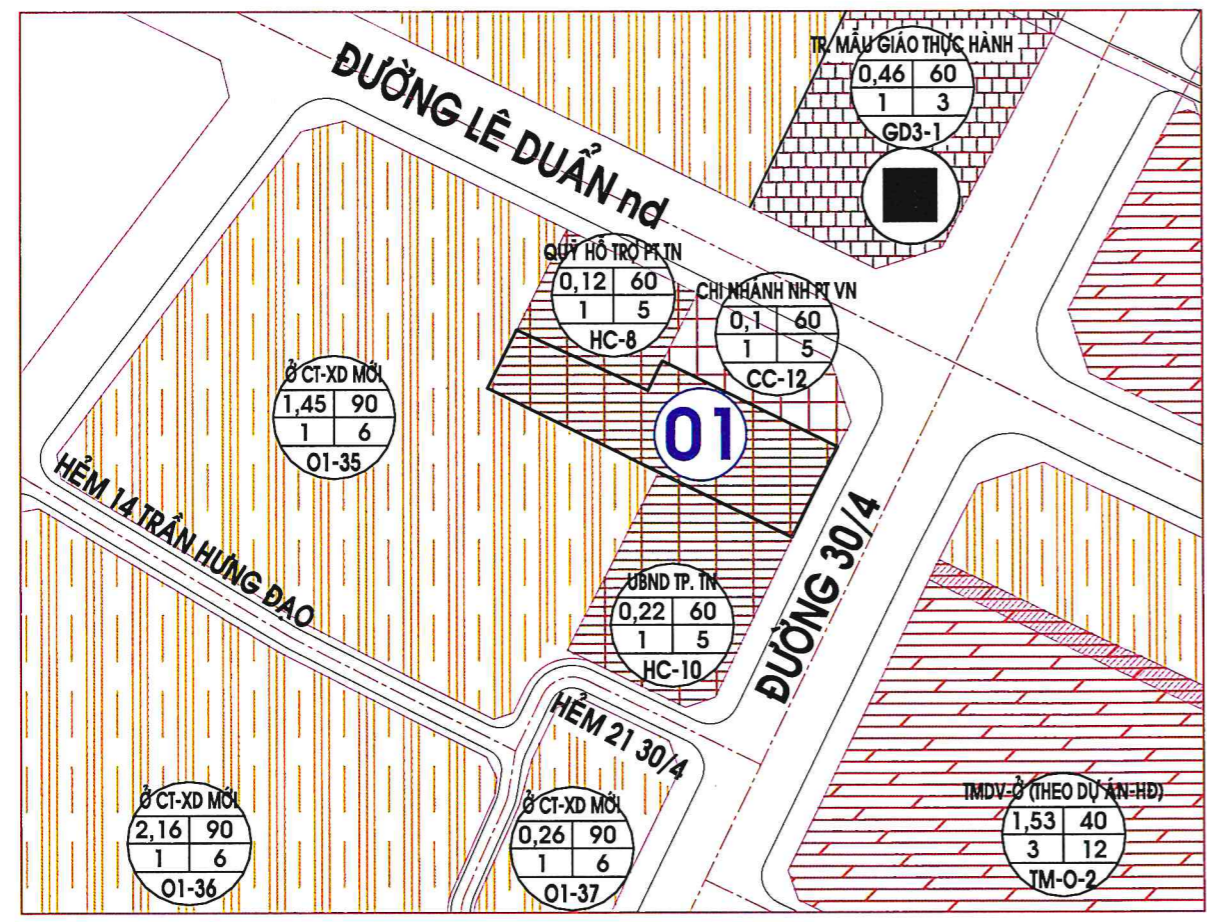 TR. MẪU GIÁO THỰC HÀNH
0,46 60
1 3
GD3-1
ĐƯỜNG LÊ DUẨN nd
QUỸ HỖ TRỢ PT TN
0,12 60
1 5
HC-8
CHI NHÁNH NH PT VN
0,1 60
1 5
CC-12
Ở CT-XD MỚI
1,45 90
1 6
O1-35
01
HẺM 14 TRẦN HƯNG ĐẠO
ĐƯỜNG 30/4
UBND TP. TN
0,22 60
1 5
HC-10
HẺM 21 30/4
Ở CT-XD MỚI
2,16 90
1 6
O1-36
Ở CT-XD MỚI
0,26 90
1 6
O1-37
TMDV-Ở (THEO DỰ ÁN-HĐ)
1,53 40
3 12
TM-O-2